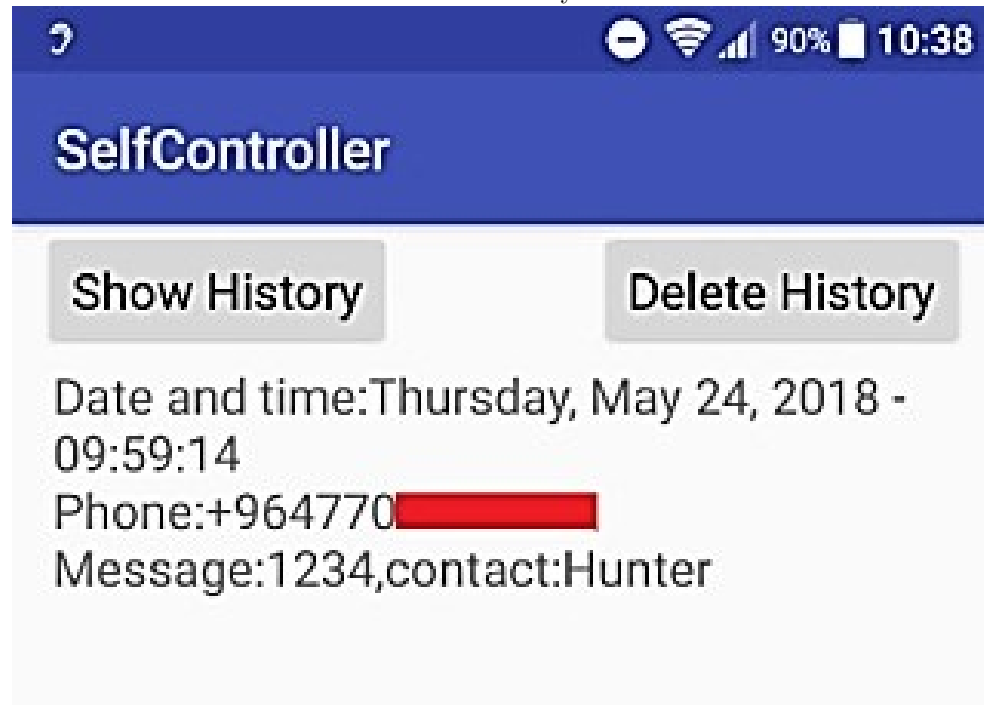 90% 10:38
SelfController
Show History Delete History
Date and time:Thursday, May 24, 2018 -
09:59:14
Phone:+964770
Message:1234,contact:Hunter